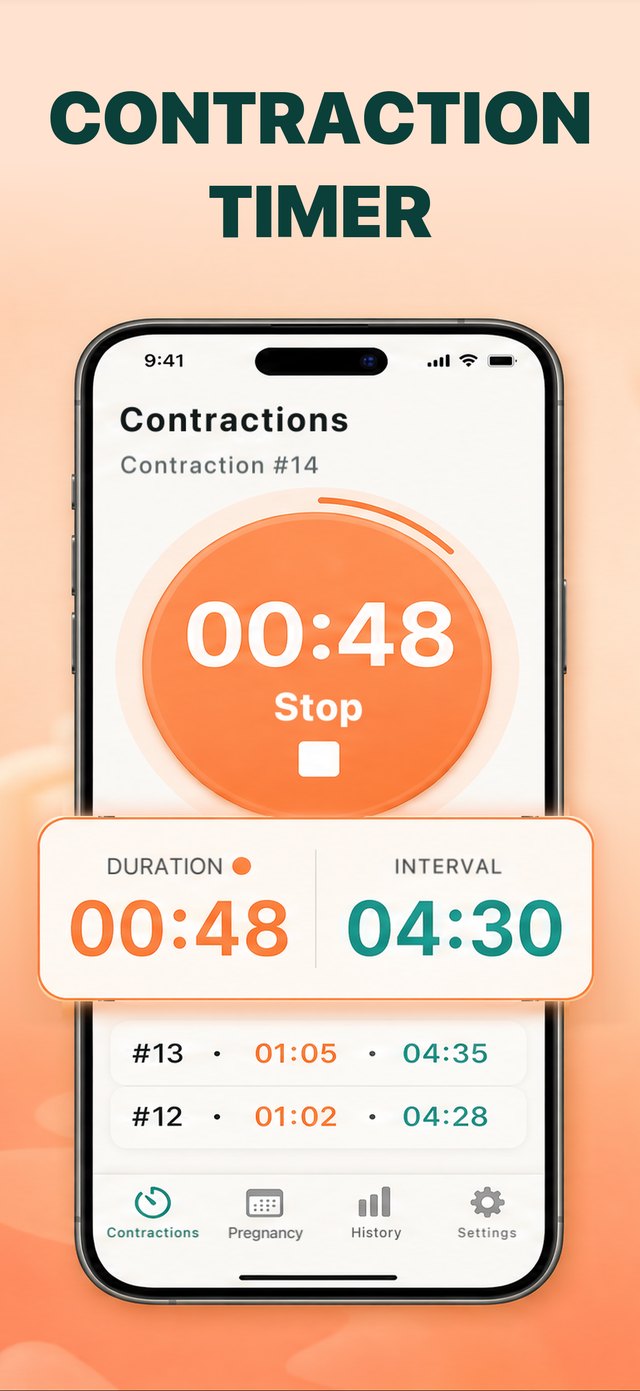 CONTRACTION
TIMER
9:41
Contractions
Contraction #14
00:48
Stop
DURATION INTERVAL
00:48 04:30
#13 · 01:05 · 04:35
#12 · 01:02 · 04:28
Contractions Pregnancy History Settings